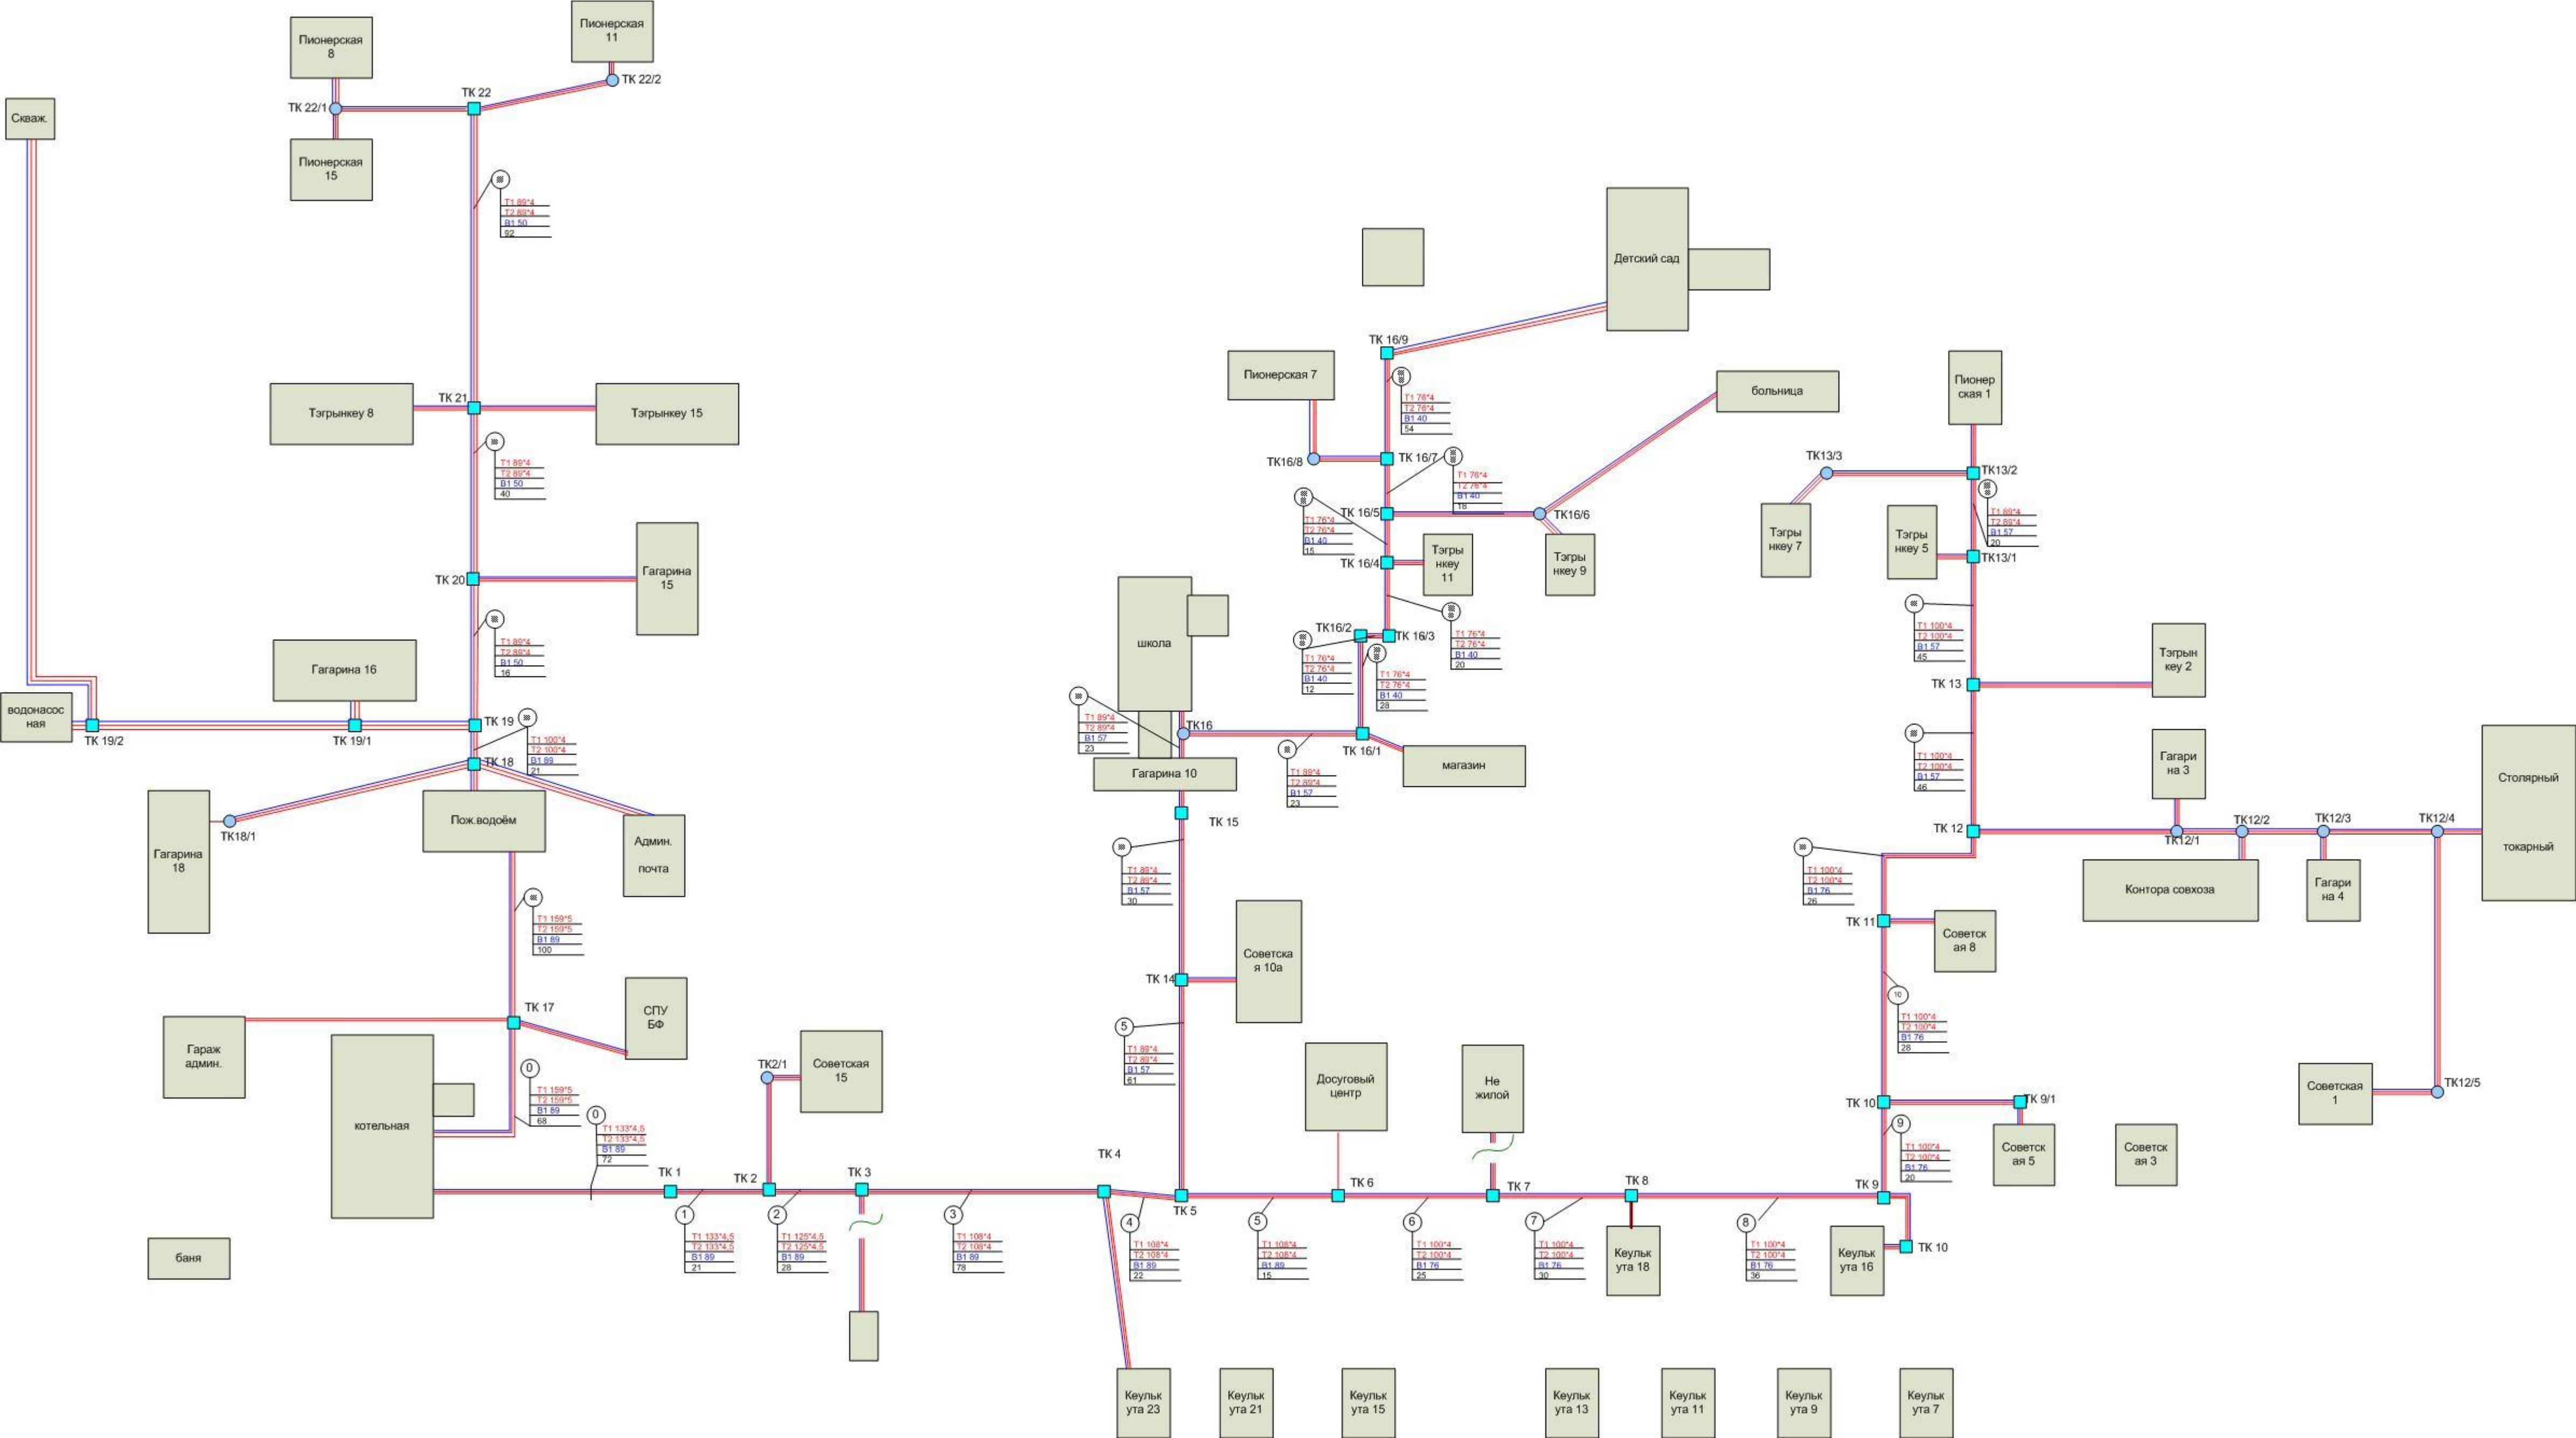 Пионерская
8
Пионерская
11
ТК 22/2
ТК 22
ТК 22/1
Скваж.
Пионерская
15
Т1 89*4
Т2 89*4
В1 50
92
Тэгрынкеу 8
ТК 21
Тэгрынкеу 15
Т1 89*4
Т2 89*4
В1 50
40
ТК 20
Гагарина
15
Т1 89*4
Т2 89*4
В1 50
16
Гагарина 16
водонасос
ная
ТК 19/2
ТК 19/1
ТК 19
Т1 100*4
Т2 100*4
В1 89
21
ТК 18
Гагарина
18
ТК18/1
Пож.водоём
Админ.
почта
Т1 159*5
Т2 159*5
В1 89
100
ТК 17
СПУ
БФ
Гараж
админ.
котельная
0
Т1 159*5
Т2 159*5
В1 89
68
0
Т1 133*4,5
Т2 133*4,5
В1 89
72
баня
ТК 1
1
Т1 133*4,5
Т2 133*4,5
В1 89
21
ТК2/1
Советская
15
ТК 2
2
Т1 125*4,5
Т2 125*4,5
В1 89
28
ТК 3
3
Т1 108*4
Т2 108*4
В1 89
78
ТК 4
4
Т1 108*4
Т2 108*4
В1 89
22
ТК 5
5
Т1 108*4
Т2 108*4
В1 89
15
ТК 6
Досуговый
центр
6
Т1 100*4
Т2 100*4
В1 76
25
Не
жилой
ТК 7
7
Т1 100*4
Т2 100*4
В1 76
30
ТК 8
Кеульк
ута 18
8
Т1 100*4
Т2 100*4
В1 76
36
ТК 9
Кеульк
ута 16
ТК 10
9
Т1 100*4
Т2 100*4
В1 76
20
ТК 10
ТК 9/1
Советск
ая 5
Советск
ая 3
10
Т1 100*4
Т2 100*4
В1 76
28
ТК 11
Советск
ая 8
Т1 100*4
Т2 100*4
В1 76
26
ТК 12
Гагари
на 3
ТК12/1
ТК12/2
ТК12/3
ТК12/4
Контора совхоза
Гагари
на 4
Столярный
токарный
Советская
1
ТК12/5
Т1 100*4
Т2 100*4
В1 57
46
ТК 13
Тэгрын
кеу 2
Т1 100*4
Т2 100*4
В1 57
45
ТК13/1
Тэгры
нкеу 5
Т1 89*4
Т2 89*4
В1 57
20
ТК13/2
ТК13/3
Тэгры
нкеу 7
Пионер
ская 1
5
Т1 89*4
Т2 89*4
В1 57
61
ТК 14
Советска
я 10а
Т1 89*4
Т2 89*4
В1 57
30
ТК 15
Гагарина 10
школа
Т1 89*4
Т2 89*4
В1 57
23
ТК16
Т1 89*4
Т2 89*4
В1 57
23
ТК 16/1
магазин
Т1 76*4
Т2 76*4
В1 40
28
ТК16/2
Т1 76*4
Т2 76*4
В1 40
12
ТК 16/3
Т1 76*4
Т2 76*4
В1 40
20
ТК 16/4
Тэгры
нкеу
11
Т1 76*4
Т2 76*4
В1 40
15
ТК 16/5
ТК16/6
Тэгры
нкеу 9
больница
Т1 76*4
Т2 76*4
В1 40
18
ТК 16/7
ТК16/8
Пионерская 7
Т1 76*4
Т2 76*4
В1 40
54
ТК 16/9
Детский сад
Кеульк
ута 23
Кеульк
ута 21
Кеульк
ута 15
Кеульк
ута 13
Кеульк
ута 11
Кеульк
ута 9
Кеульк
ута 7